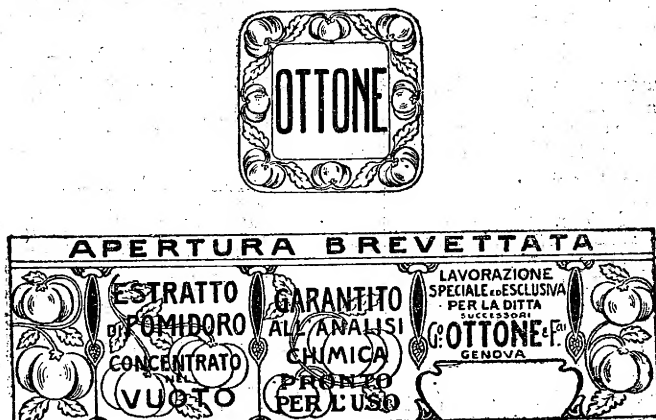 OTTONE
APERTURA BREVETTATA
ESTRATTO
DI POMIDORO
CONCENTRATO
NEL
VUOTO
GARANTITO
ALL'ANALISI
CHIMICA
PRONTO
PER L'USO
LAVORAZIONE
SPECIALE ED ESCLUSIVA
PER LA DITTA
SUCCESSORI
G. OTTONE & F.lli
GENOVA